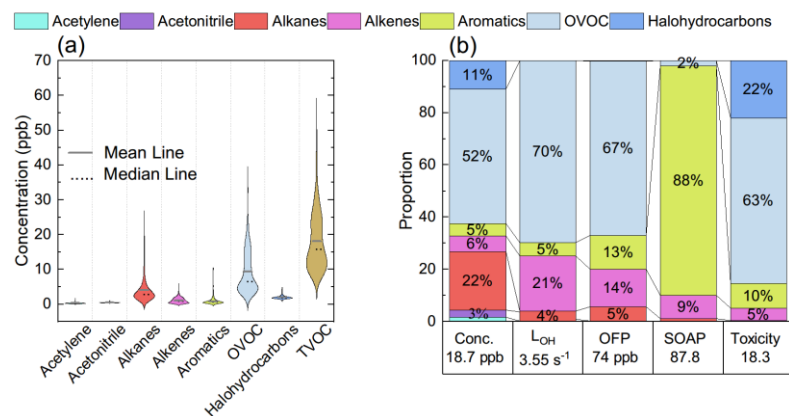 Acetylene Acetonitrile Alkanes Alkenes Aromatics OVOC Halohydrocarbons
(a)
Concentration (ppb)
70
60
50
40
30
20
10
0
Mean Line
Median Line
Acetylene
Acetonitrile
Alkanes
Alkenes
Aromatics
OVOC
Halohydrocarbons
TVOC
(b)
Proportion
100
80
60
40
20
0
11%
52%
5%
6%
22%
3%
70%
5%
21%
4%
67%
13%
14%
5%
2%
88%
9%
22%
63%
10%
5%
Conc.
18.7 ppb
LOH
3.55 s⁻¹
OFP
74 ppb
SOAP
87.8
Toxicity
18.3